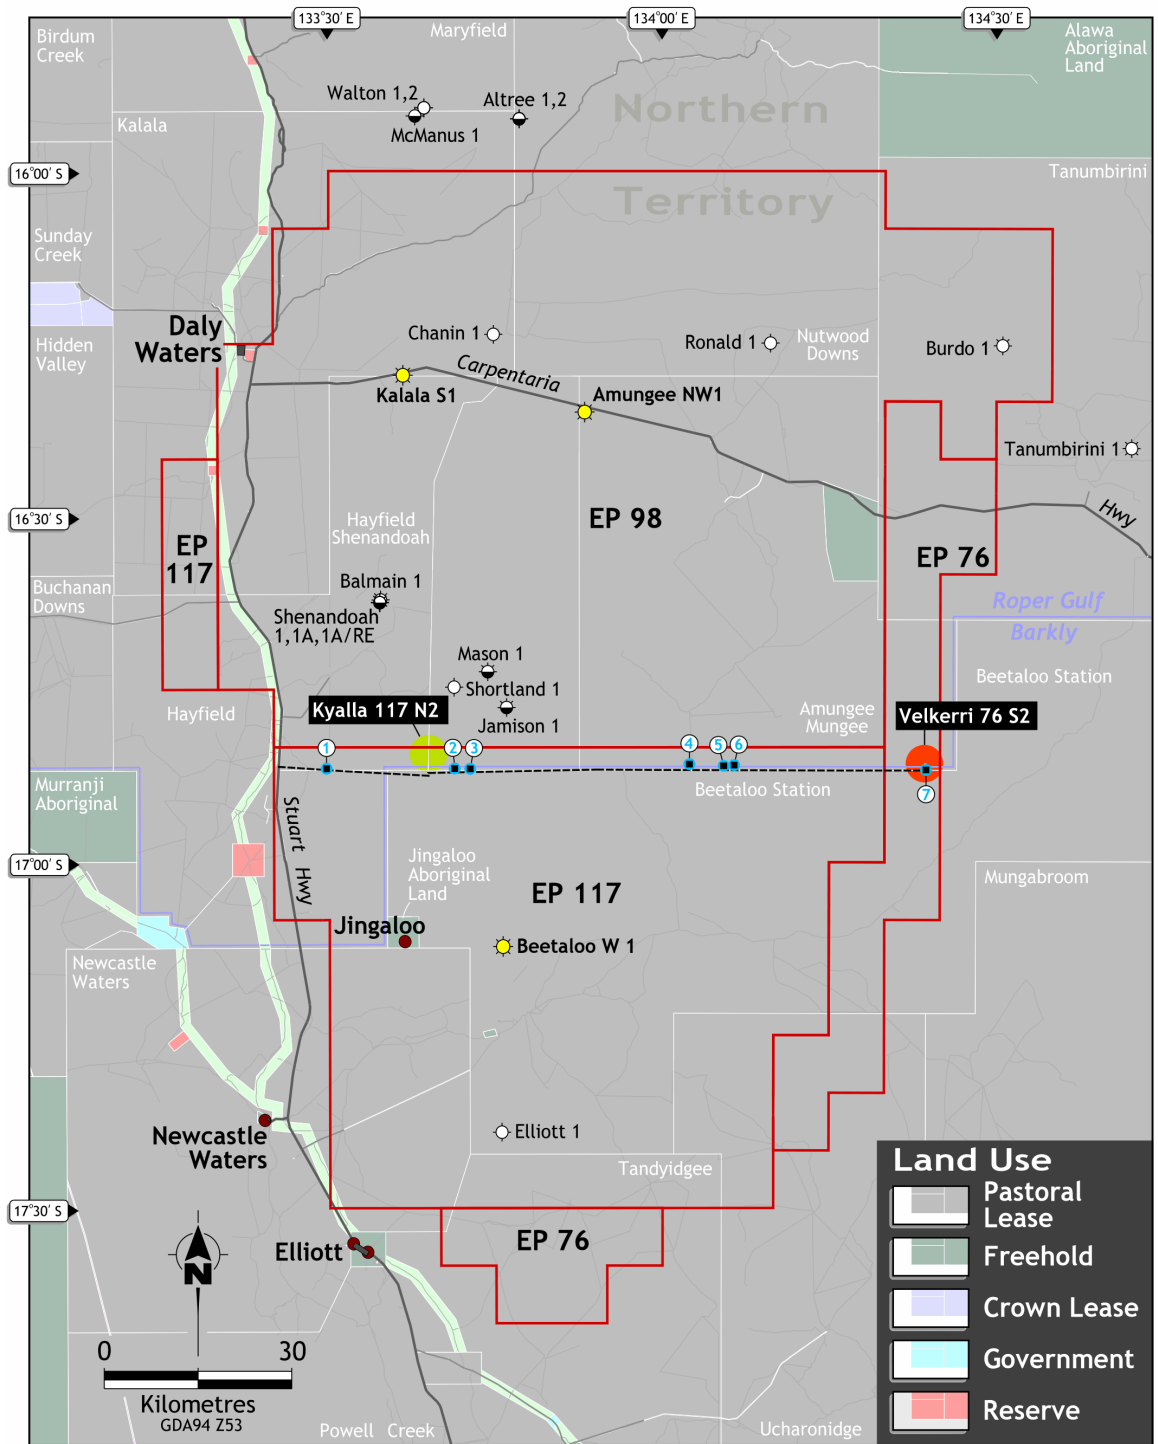 133°30' E
134°00' E
134°30' E
Birdum
Creek
Maryfield
Alawa
Aboriginal
Land
Walton 1,2
Altree 1,2
McManus 1
Kalala
Northern
Territory
16°00' S
Tanumbirini
Sunday
Creek
Daly
Waters
Hidden
Valley
Chanin 1
Ronald 1
Nutwood
Downs
Burdo 1
Carpentaria
Kalala S1
Amungee NW1
Tanumbirini 1
Hwy
16°30' S
Hayfield
Shenandoah
EP 98
EP
117
EP 76
Buchanan
Downs
Balmain 1
Shenandoah
1,1A,1A/RE
Roper Gulf
Barkly
Mason 1
Shortland 1
Jamison 1
Beetaloo Station
Hayfield
Kyalla 117 N2
Amungee
Mungee
Velkerri 76 S2
1
2
3
4
5
6
7
Murranji
Aboriginal
Beetaloo Station
Stuart Hwy
17°00' S
Jingaloo
Aboriginal
Land
EP 117
Mungabroom
Jingaloo
Beetaloo W 1
Newcastle
Waters
Newcastle
Waters
Elliott 1
Tandyidgee
17°30' S
EP 76
Elliott
N
0
30
Kilometres
GDA94 Z53
Powell Creek
Ucharonidge
Land Use
Pastoral
Lease
Freehold
Crown Lease
Government
Reserve